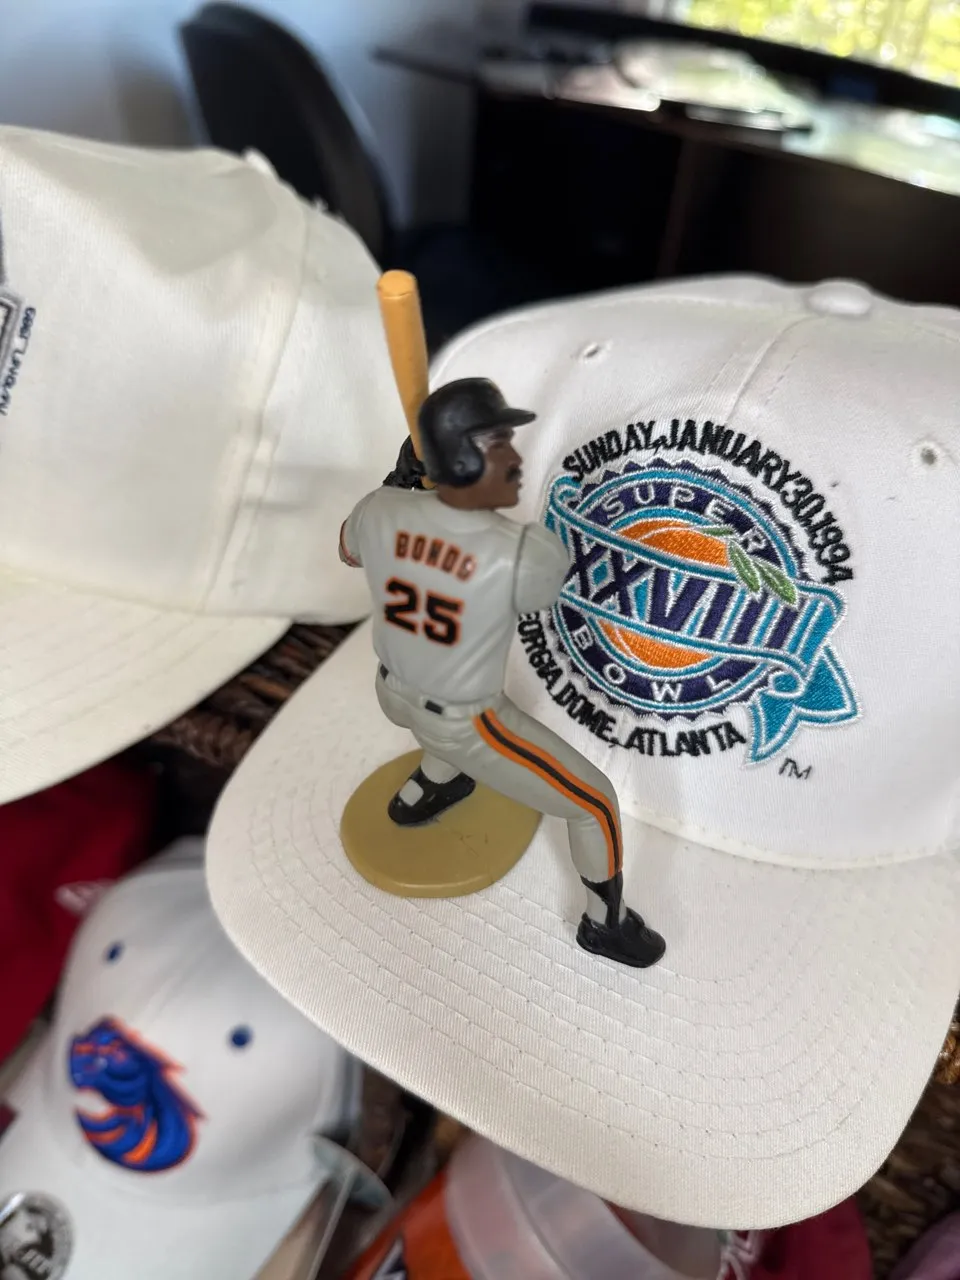 BONDS
25
SUNDAY, JANUARY 30, 1994
SUPER
XXVIII
BOWL
GEORGIA DOME, ATLANTA
TM